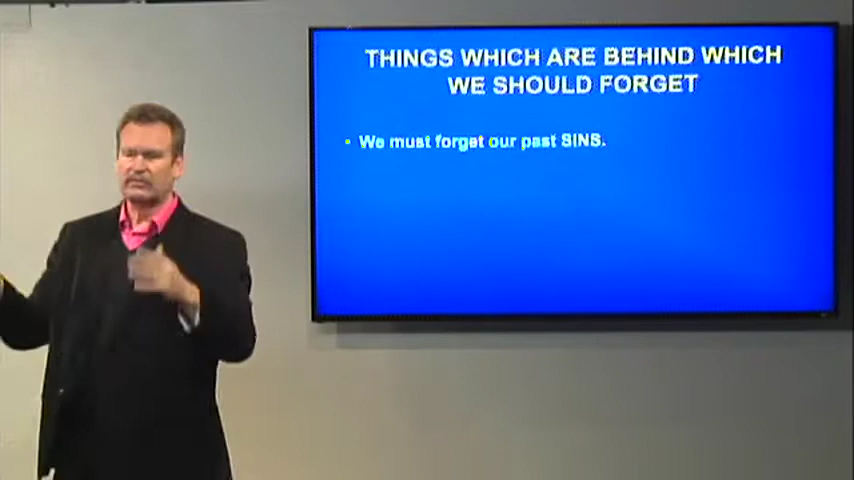 THINGS WHICH ARE BEHIND WHICH
WE SHOULD FORGET
• We must forget our past SINS.